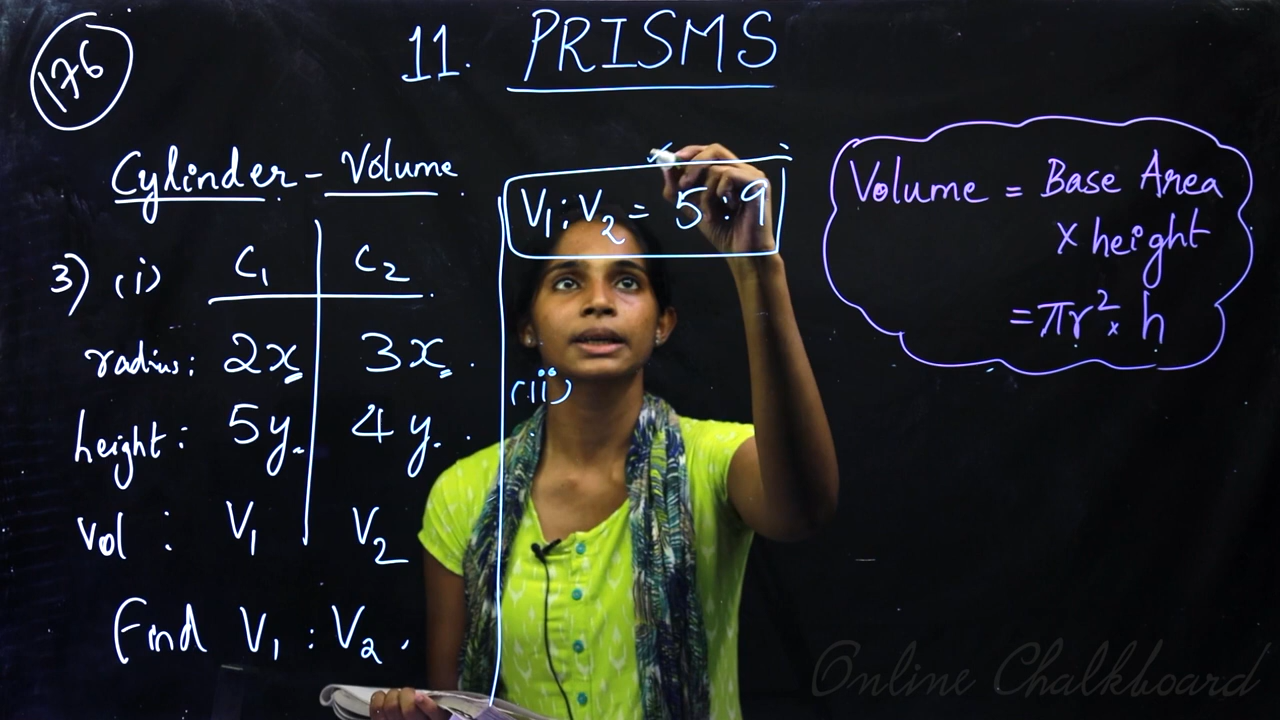 176
11. PRISMS
Cylinder - Volume
3) (i) C₁ C₂
radius: 2x 3x
height: 5y 4y
Vol : V₁ V₂
Find V₁ : V₂.
V₁ : V₂ = 5 : 9
(ii)
Volume = Base Area
x height
= πr² x h
Online Chalkboard